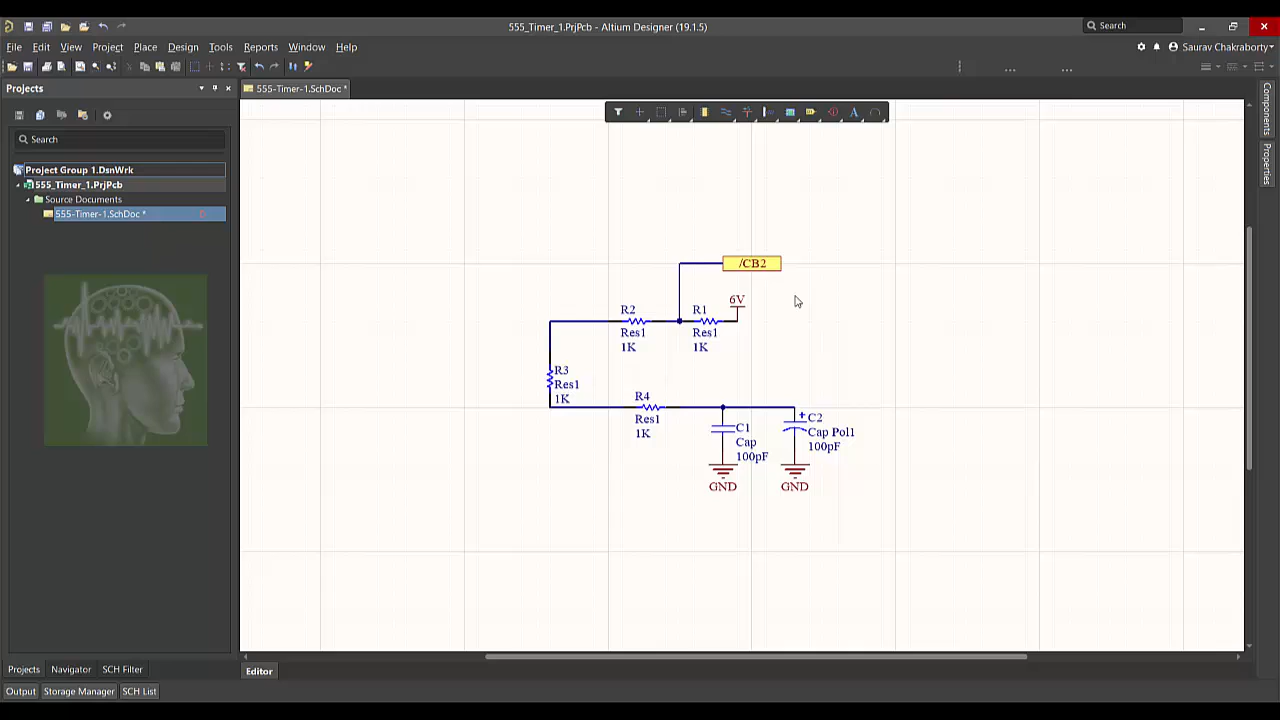 555_Timer_1.PrjPcb - Altium Designer (19.1.5)
Search
File Edit View Project Place Design Tools Reports Window Help
Saurav Chakraborty
Projects
555-Timer-1.SchDoc *
Search
Project Group 1.DsnWrk
555_Timer_1.PrjPcb
Source Documents
555-Timer-1.SchDoc *
Components
Properties
/CB2
6V
R2
Res1
1K
R1
Res1
1K
R3
Res1
1K
R4
Res1
1K
C1
Cap
100pF
C2
Cap Pol1
100pF
GND
GND
Projects Navigator SCH Filter
Editor
Output Storage Manager SCH List